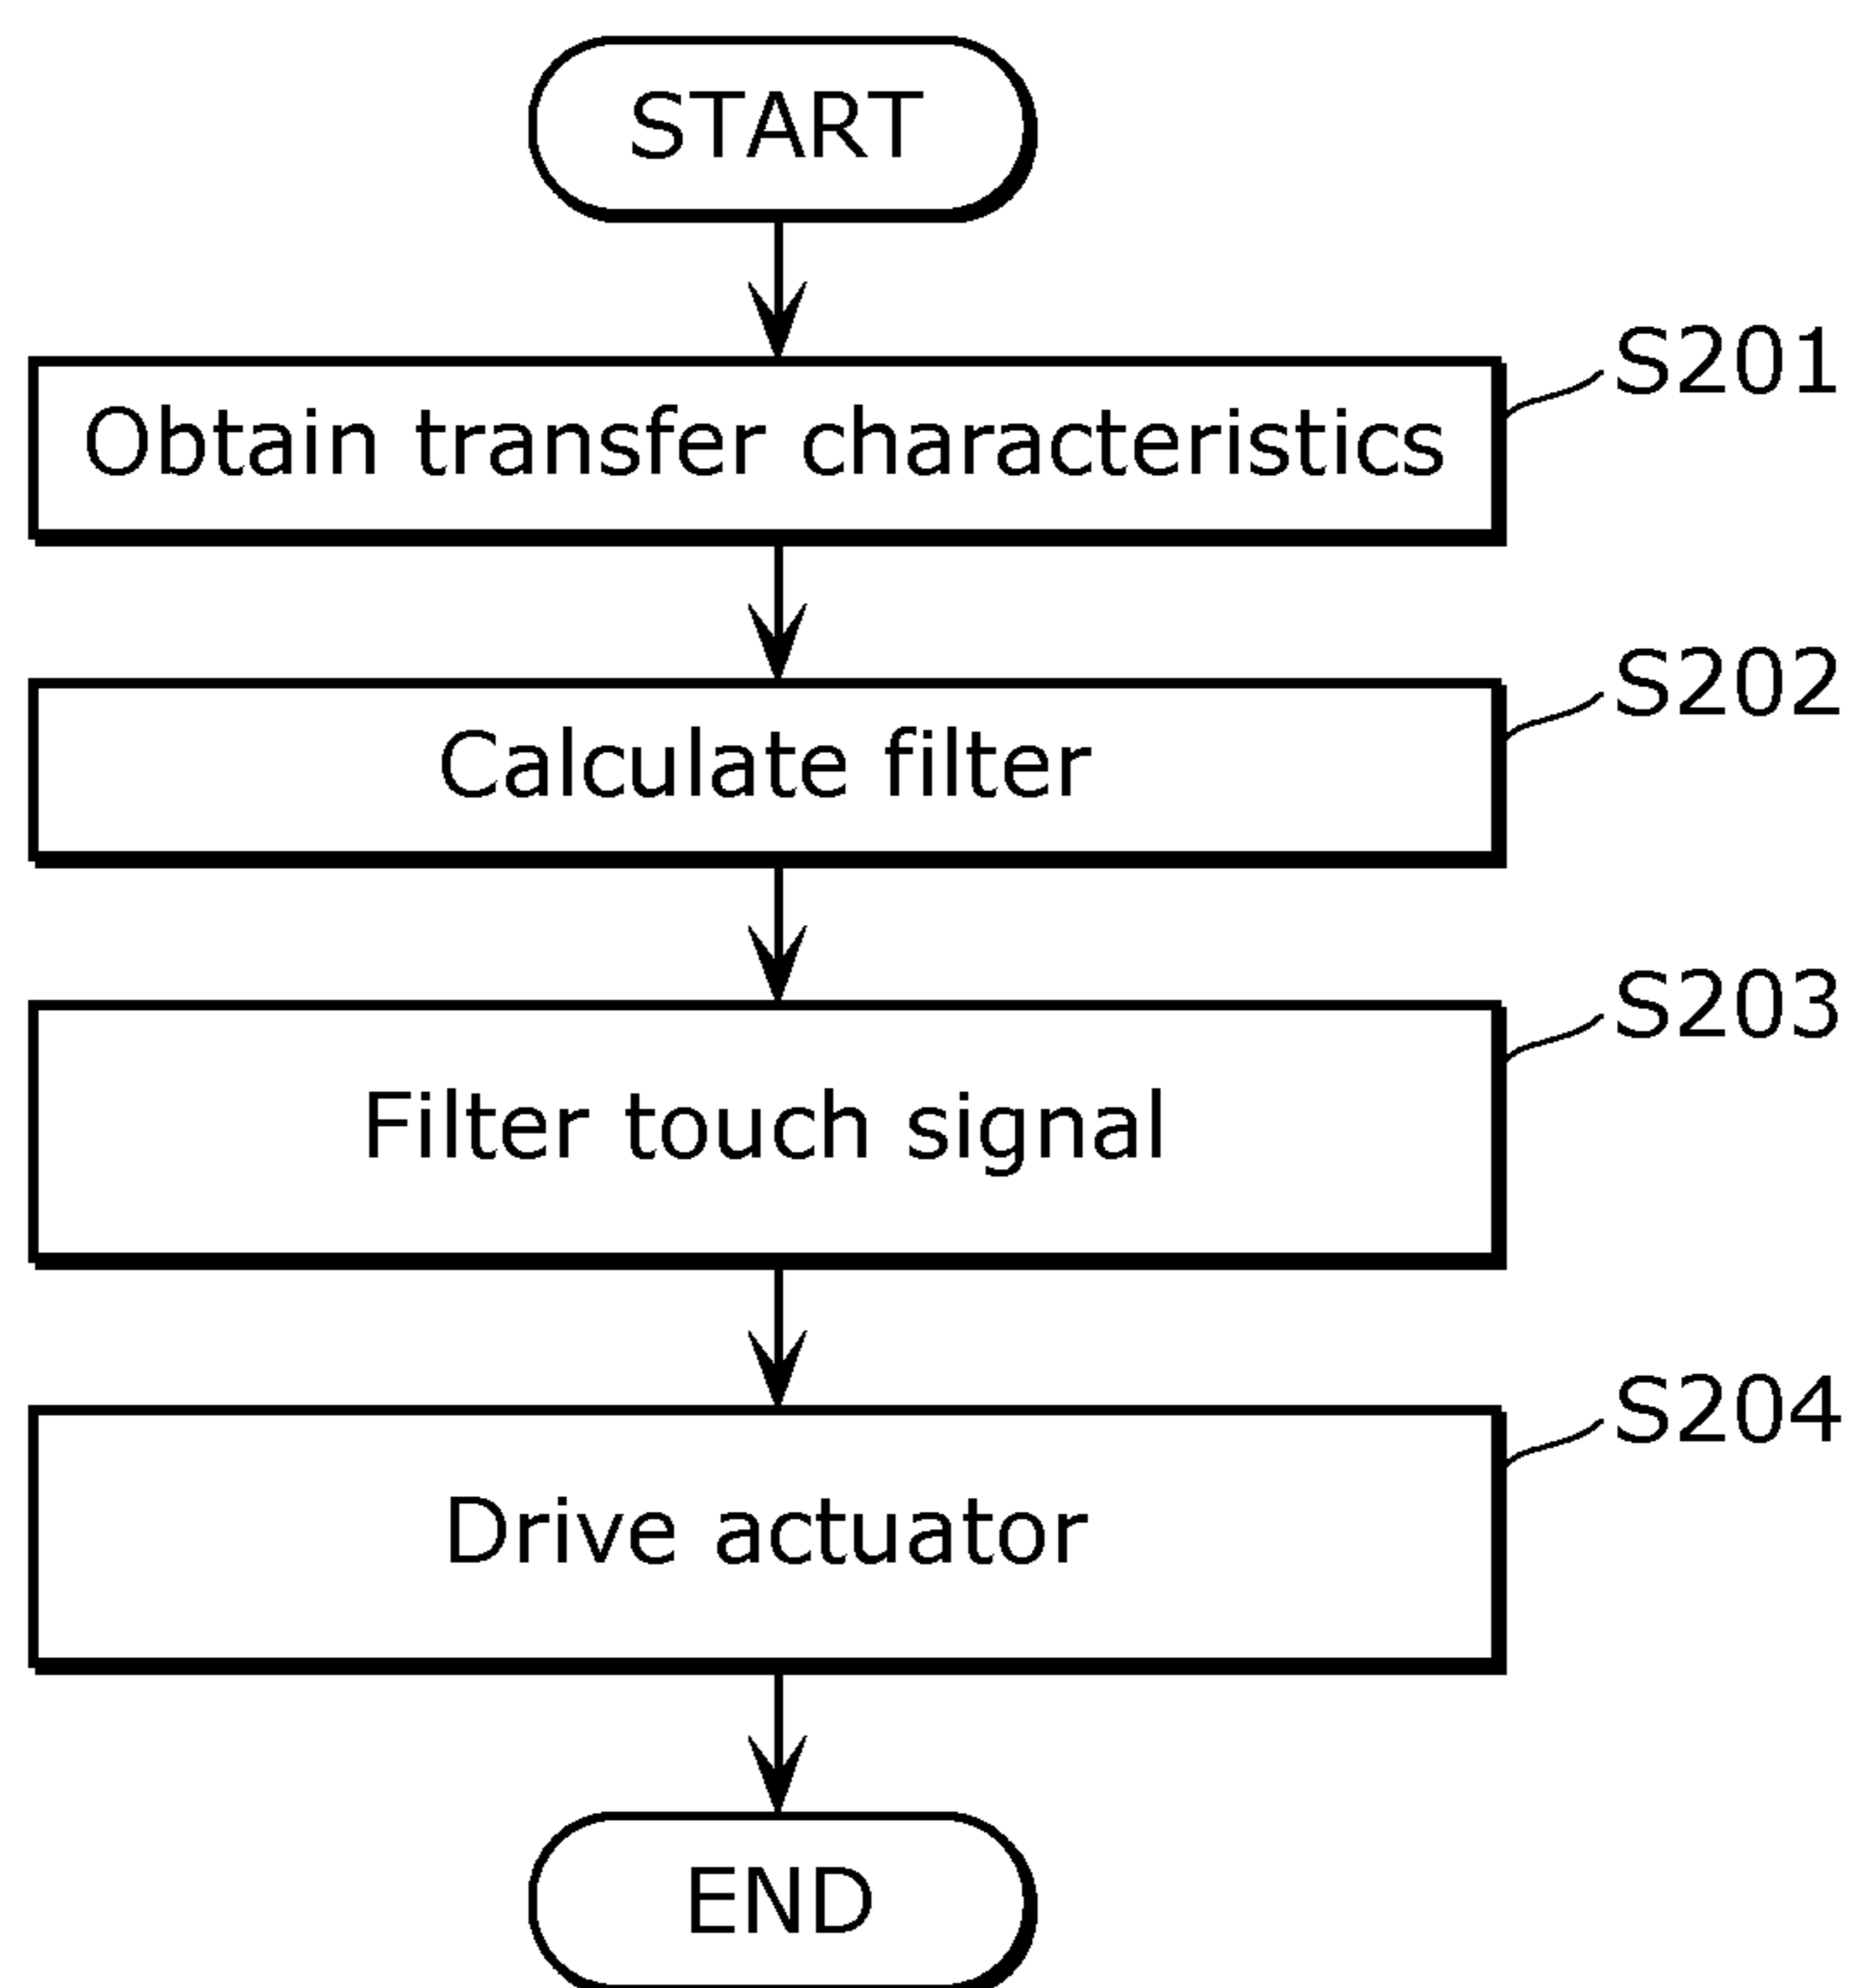 START
S201
Obtain transfer characteristics
S202
Calculate filter
S203
Filter touch signal
S204
Drive actuator
END